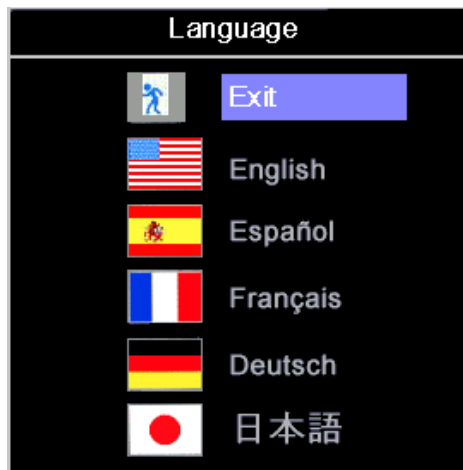 Language
Exit
English
Español
Français
Deutsch
日本語